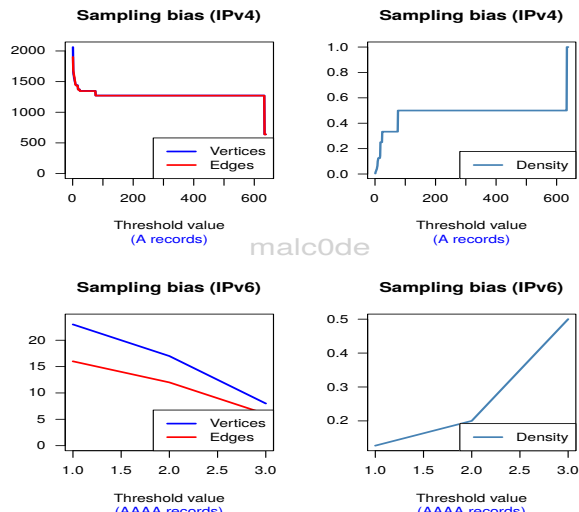 Sampling bias (IPv4)
2000
1500
1000
500
0
Vertices
Edges
0 200 400 600
Threshold value
(A records)
Sampling bias (IPv4)
1.0
0.8
0.6
0.4
0.2
0.0
Density
0 200 400 600
Threshold value
(A records)
malc0de
Sampling bias (IPv6)
20
15
10
5
0
Vertices
Edges
1.0 1.5 2.0 2.5 3.0
Threshold value
(AAAA records)
Sampling bias (IPv6)
0.5
0.4
0.3
0.2
Density
1.0 1.5 2.0 2.5 3.0
Threshold value
(AAAA records)